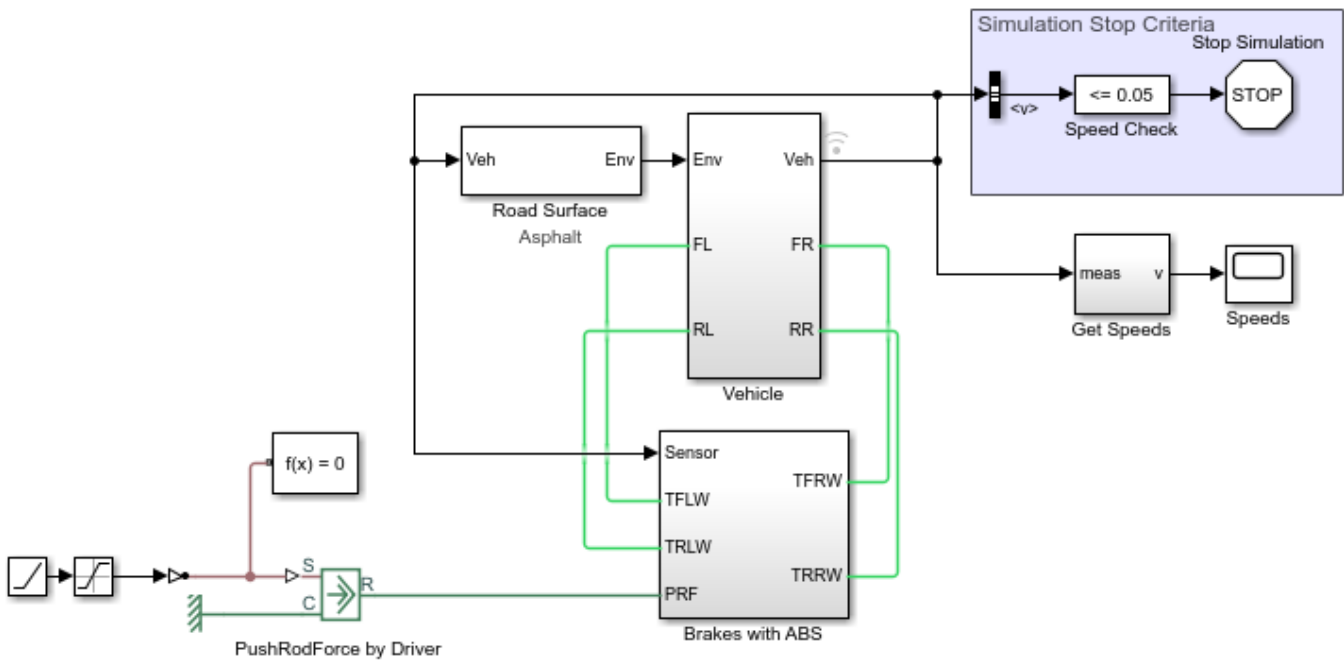 Simulation Stop Criteria
Stop Simulation
<v>
<= 0.05
STOP
Speed Check
Veh
Env
Road Surface
Asphalt
Env
Veh
FL
FR
RL
RR
Vehicle
meas
v
Get Speeds
Speeds
Sensor
TFLW
TRLW
PRF
TFRW
TRRW
Brakes with ABS
f(x) = 0
S
C
R
PushRodForce by Driver